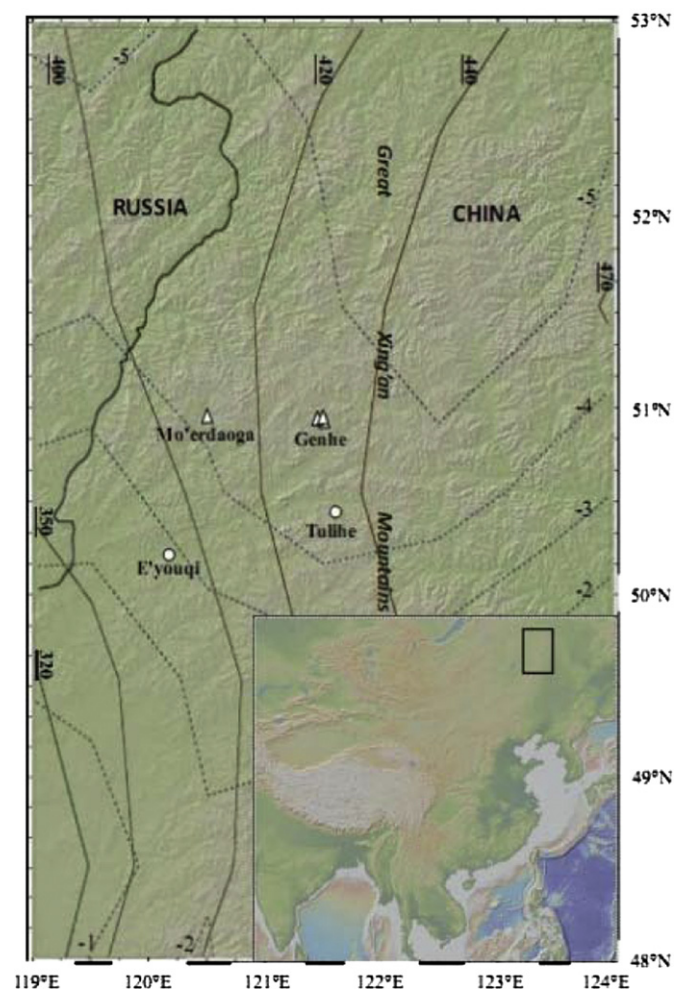 53°N
400
-5
420
440
Great
RUSSIA
CHINA
-5
52°N
470
Xing'an
-4
51°N
Mo'erdaoga
Genhe
350
-3
Tulihe
Mountains
E'youqi
-2
50°N
320
49°N
-1
-2
48°N
119°E 120°E 121°E 122°E 123°E 124°E